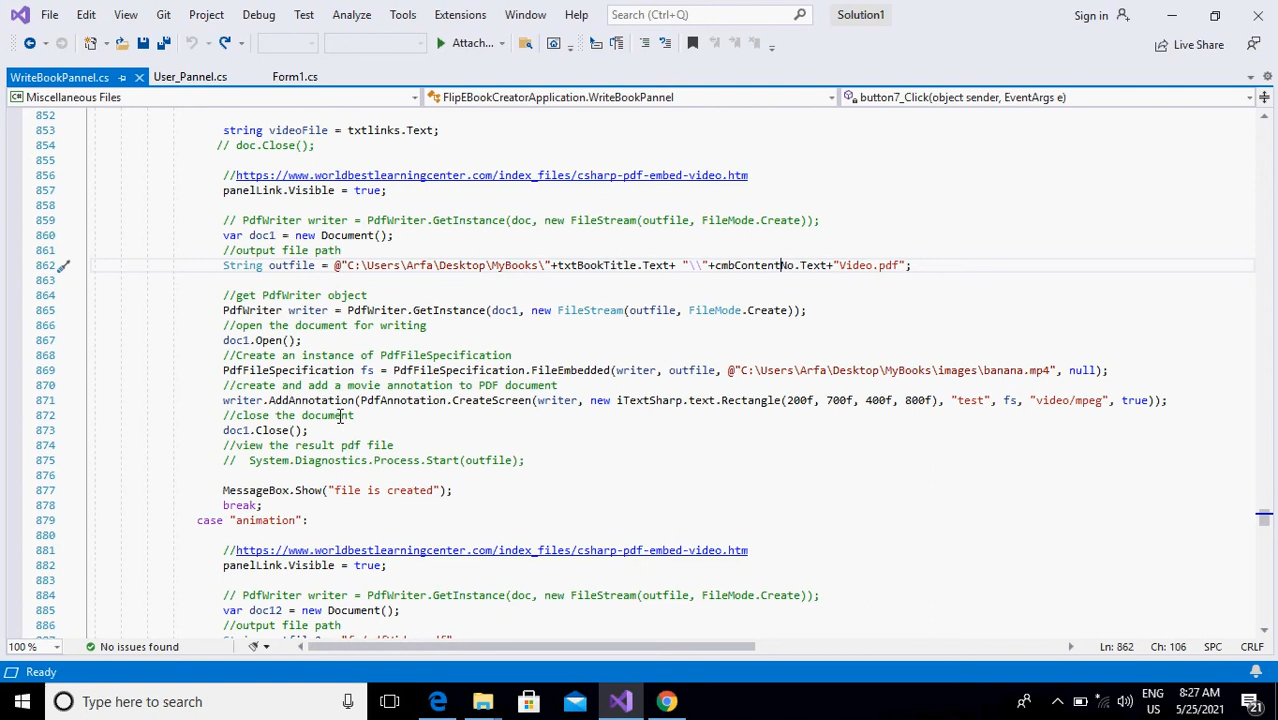 File Edit View Git Project Debug Test Analyze Tools Extensions Window Help Search (Ctrl+Q) Solution1 Sign in
Attach... Live Share
WriteBookPannel.cs User_Pannel.cs Form1.cs
C# Miscellaneous Files FlipEBookCreatorApplication.WriteBookPannel button7_Click(object sender, EventArgs e)
852
853 string videoFile = txtlinks.Text;
854 // doc.Close();
855
856 //https://www.worldbestlearningcenter.com/index_files/csharp-pdf-embed-video.htm
857 panelLink.Visible = true;
858
859 // PdfWriter writer = PdfWriter.GetInstance(doc, new FileStream(outfile, FileMode.Create));
860 var doc1 = new Document();
861 //output file path
862 String outfile = @"C:\Users\Arfa\Desktop\MyBooks\"+txtBookTitle.Text+ "\\"+cmbContentNo.Text+"Video.pdf";
863
864 //get PdfWriter object
865 PdfWriter writer = PdfWriter.GetInstance(doc1, new FileStream(outfile, FileMode.Create));
866 //open the document for writing
867 doc1.Open();
868 //Create an instance of PdfFileSpecification
869 PdfFileSpecification fs = PdfFileSpecification.FileEmbedded(writer, outfile, @"C:\Users\Arfa\Desktop\MyBooks\images\banana.mp4", null);
870 //create and add a movie annotation to PDF document
871 writer.AddAnnotation(PdfAnnotation.CreateScreen(writer, new iTextSharp.text.Rectangle(200f, 700f, 400f, 800f), "test", fs, "video/mpeg", true));
872 //close the document
873 doc1.Close();
874 //view the result pdf file
875 // System.Diagnostics.Process.Start(outfile);
876
877 MessageBox.Show("file is created");
878 break;
879 case "animation":
880
881 //https://www.worldbestlearningcenter.com/index_files/csharp-pdf-embed-video.htm
882 panelLink.Visible = true;
883
884 // PdfWriter writer = PdfWriter.GetInstance(doc, new FileStream(outfile, FileMode.Create));
885 var doc12 = new Document();
886 //output file path
100 % No issues found Ln: 862 Ch: 106 SPC CRLF
Ready
Type here to search ENG 8:27 AM
US 5/25/2021 21